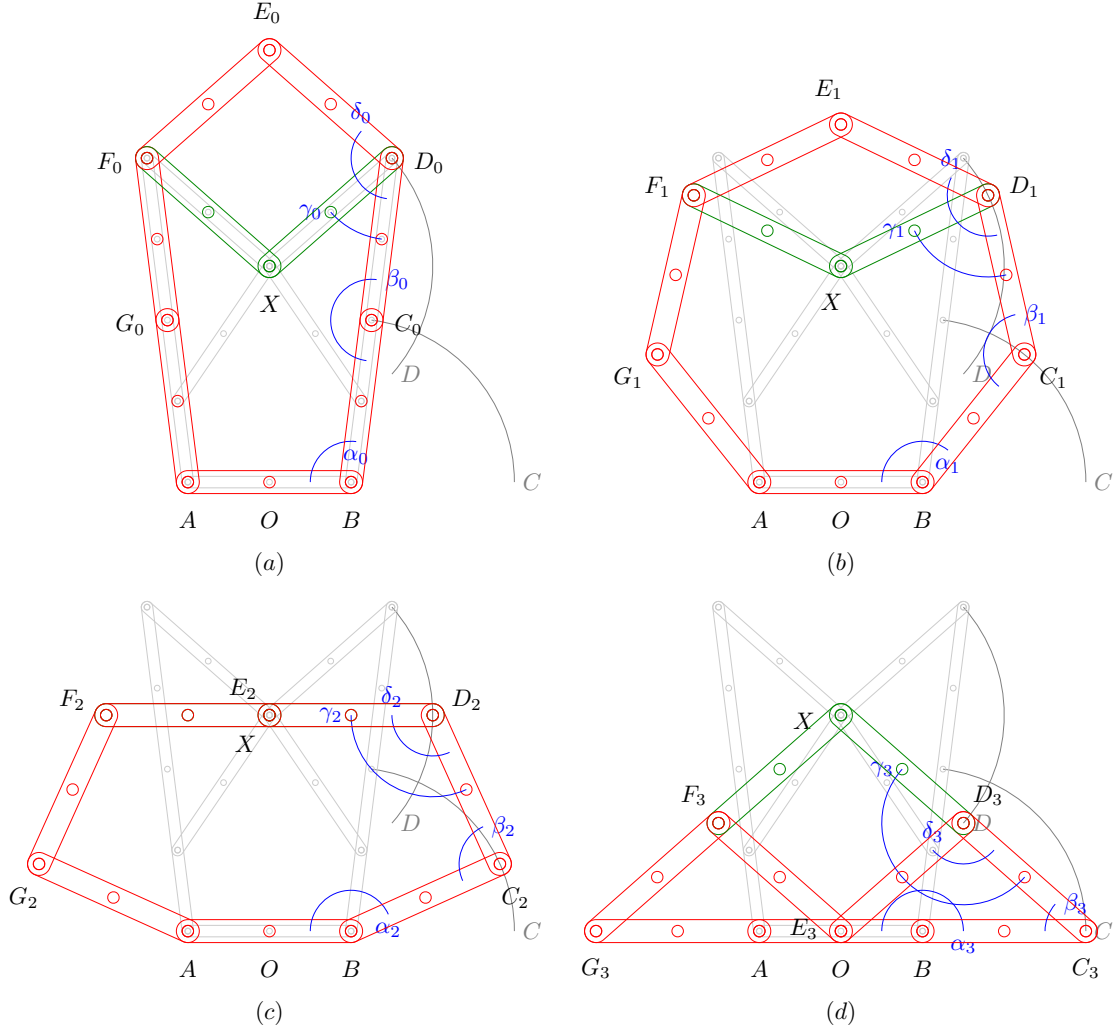 E₀
δ₀
F₀ D₀
γ₀
β₀
X
G₀ C₀
D
α₀ C
A O B
(a)
E₁
δ₁
F₁ D₁
γ₁
X
β₁
G₁ D C₁
α₁ C
A O B
(b)
F₂ E₂ δ₂ D₂
γ₂
X
D β₂
G₂ C₂
α₂ C
A O B
(c)
X
γ₃
F₃ D₃
δ₃ D
β₃
E₃ α₃ C
G₃ A O B C₃
(d)